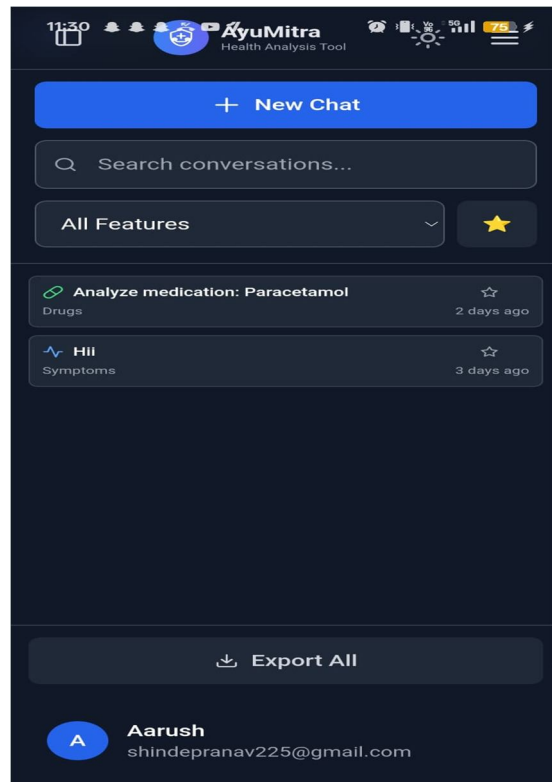 11:30
75
AyuMitra
Health Analysis Tool
New Chat
Search conversations...
All Features
Analyze medication: Paracetamol
Drugs 2 days ago
Hii
Symptoms 3 days ago
Export All
A
Aarush
shindepranav225@gmail.com